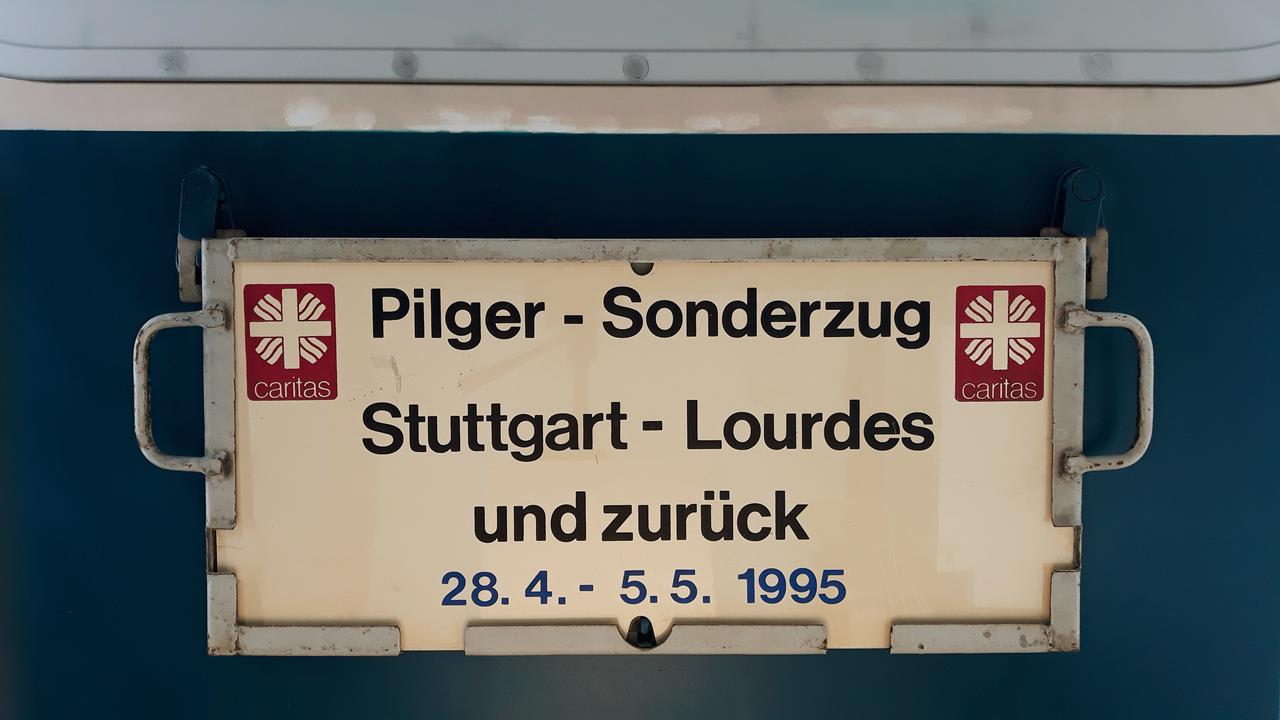 Pilger - Sonderzug
caritas
caritas
Stuttgart - Lourdes
und zurück
28. 4. - 5. 5. 1995